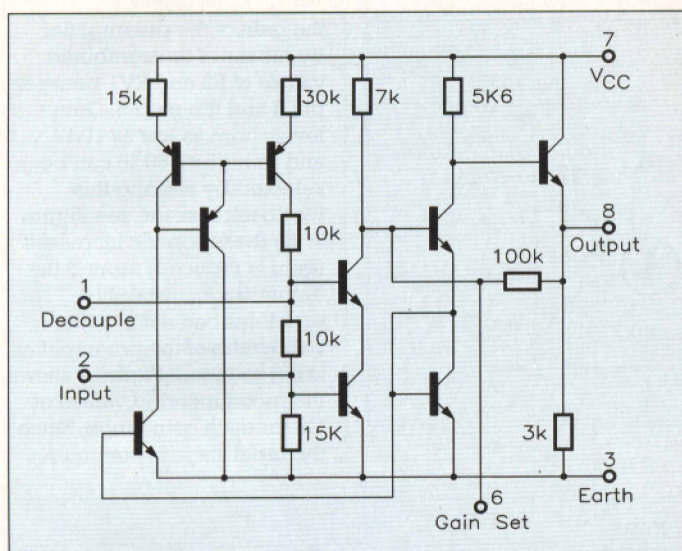 7
15k
30k
7k
5K6
VCC
8
Output
10k
100k
1
Decouple
10k
2
Input
15K
3k
3
Earth
6
Gain Set